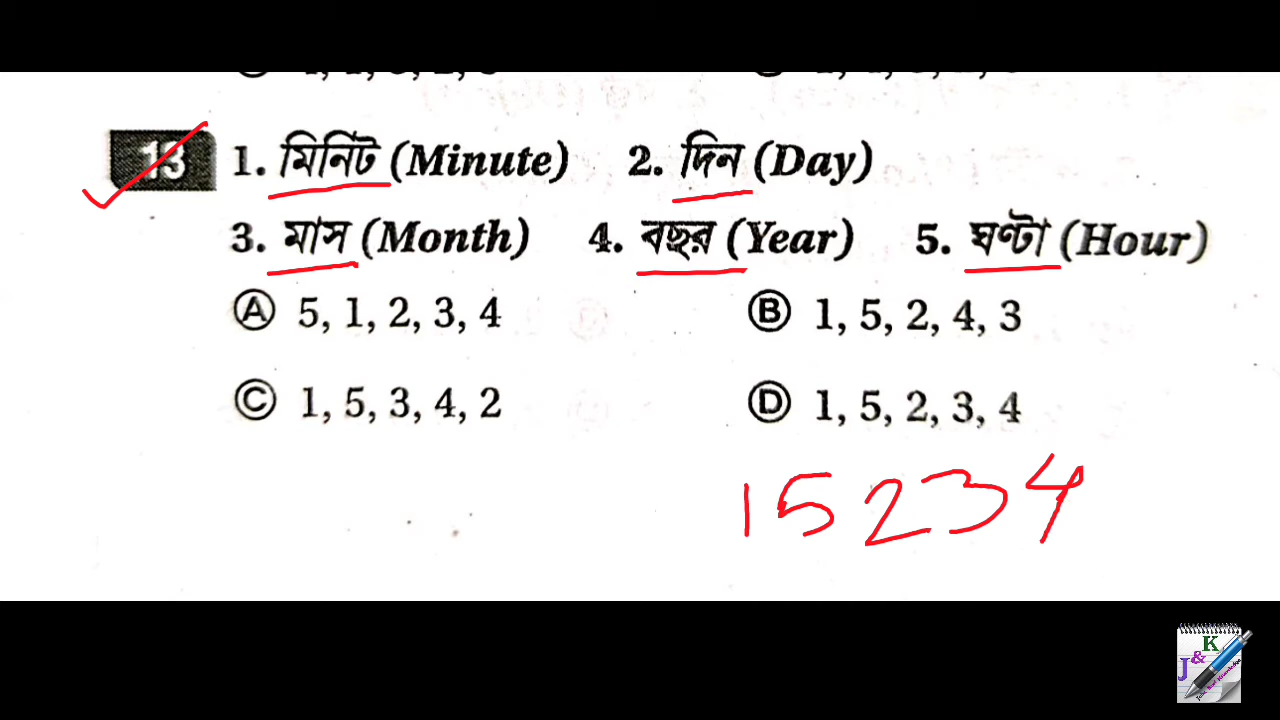 13 1. মিনিট (Minute) 2. দিন (Day)
3. মাস (Month) 4. বছর (Year) 5. ঘণ্টা (Hour)
Ⓐ 5, 1, 2, 3, 4 Ⓑ 1, 5, 2, 4, 3
Ⓒ 1, 5, 3, 4, 2 Ⓓ 1, 5, 2, 3, 4
15234
J&K